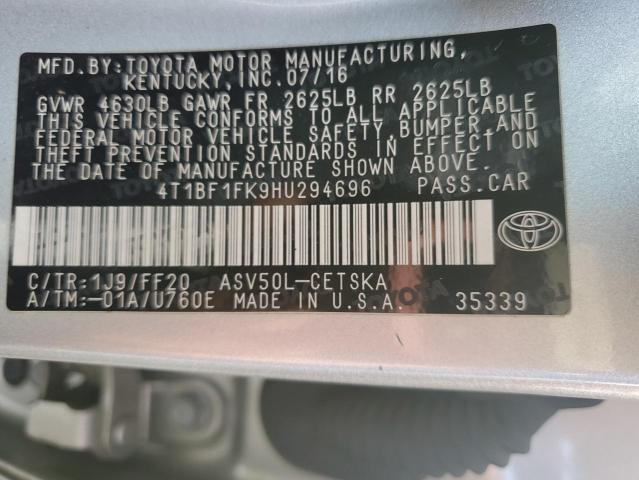 MFD.BY:TOYOTA MOTOR MANUFACTURING,
KENTUCKY,INC.07/16
GVWR 4630LB GAWR FR 2625LB RR 2625LB
THIS VEHICLE CONFORMS TO ALL APPLICABLE
FEDERAL MOTOR VEHICLE SAFETY,BUMPER,AND
THEFT PREVENTION STANDARDS IN EFFECT ON
THE DATE OF MANUFACTURE SHOWN ABOVE.
4T1BF1FK9HU294696 PASS.CAR
C/TR:1J9/FF20 ASV50L-CETSKA
A/TM:-01A/U760E MADE IN U.S.A. 35339